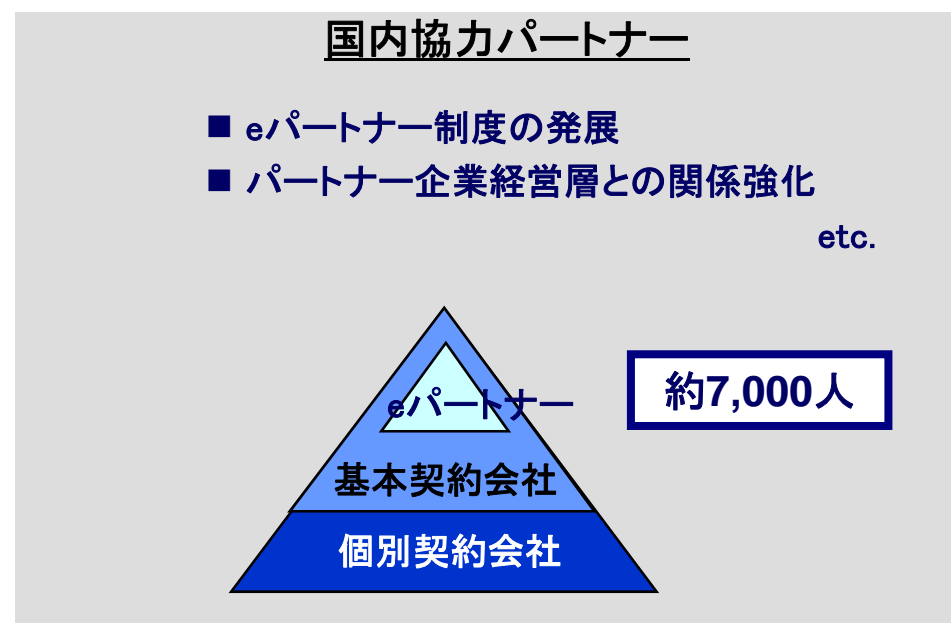 国内協力パートナー
■ eパートナー制度の発展
■ パートナー企業経営層との関係強化
etc.
eパートナー
約7,000人
基本契約会社
個別契約会社